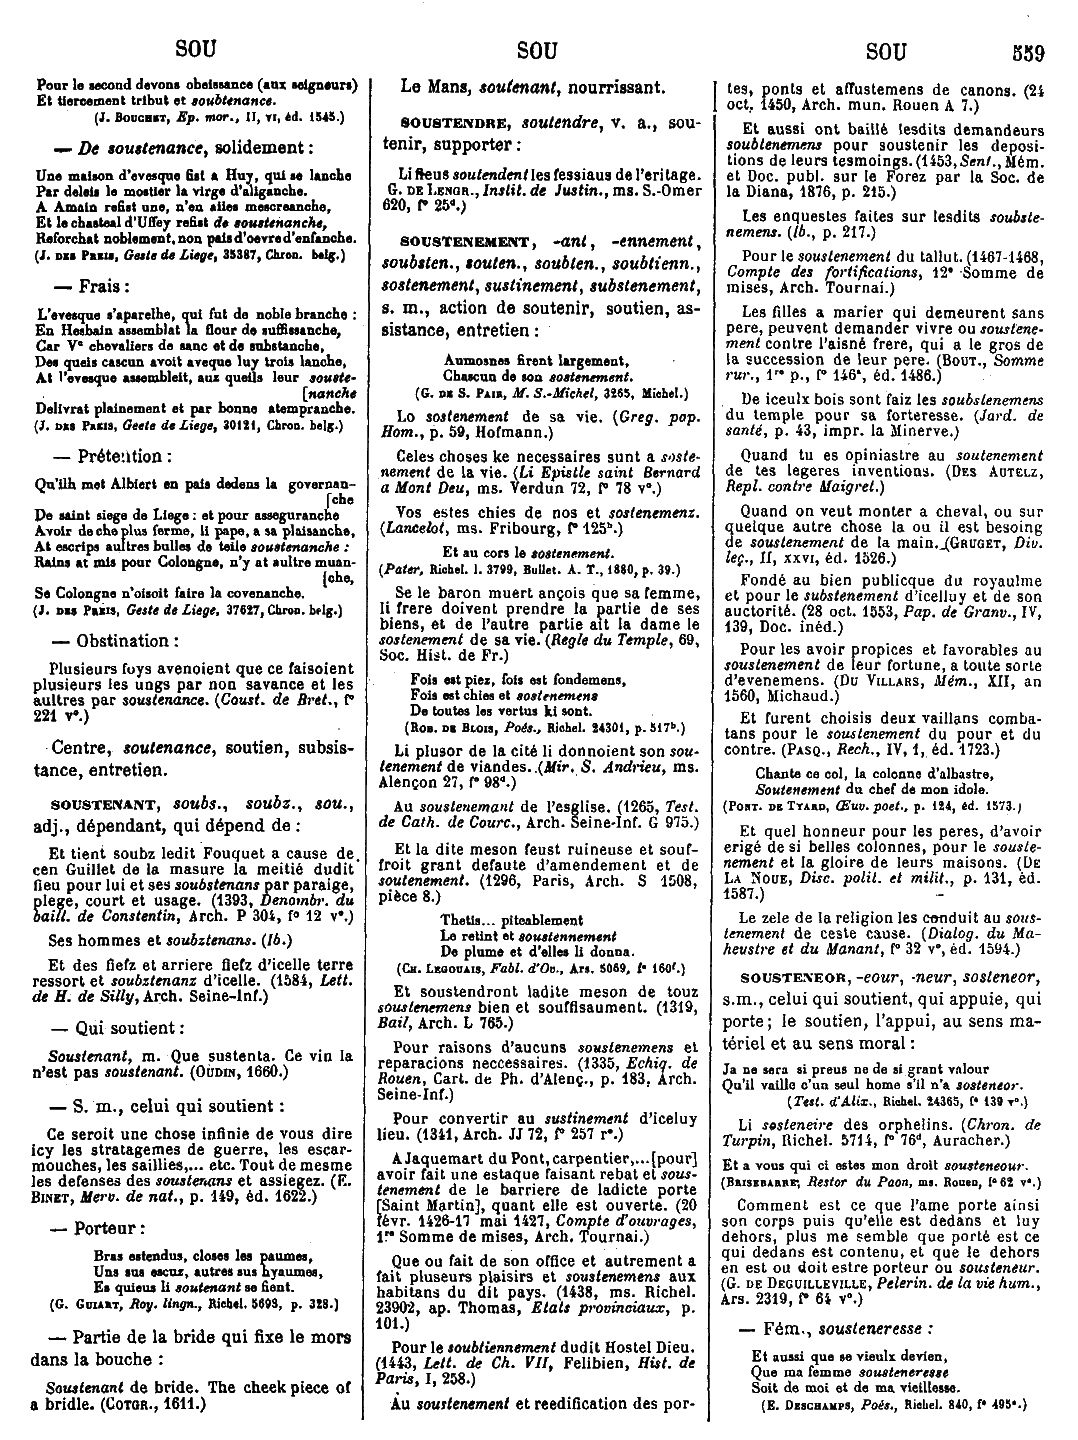 SOU
SOU
SOU
559
Pour le second devons obeissance (aux seigneurs)
Et tiercement tribut et soubtenance.
(J. BOUCHET, Ep. mor., II, VI, éd. 1545.)
— De soustenance, solidement :
Une maison d'evesque fist a Huy, qui se lanche
Par deleis le mostier la virge d'aliganche.
A Amain refist une, n'en ailes mescreanche,
Et le chasteal d'Uffey refist de soustenanche,
Reforchat noblement, non pais d'oevre d'enfanche.
(J. DES PREIS, Geste de Liege, 35387, Chron. belg.)
— Frais :
L'evesque s'aparelhe, qui fut de noble branche :
En Hesbain assemblat la flour de suffissanche,
Car Vᶜ chevaliers de sanc et de substanche,
Des queis cascun avoit aveque luy trois lanche,
At l'evesque assembleit, aux queils leur souste-
[nanche
Delivrat plainement et par bonne atempranche.
(J. DES PREIS, Geste de Liege, 30121, Chron. belg.)
— Prétention :
Qu'ilh met Albiert en pais dedens la governan-
[che
De saint siege de Liege : et pour asseguranche
Avoir de che plus ferme, li pape, a sa plaisanche,
At escrips aultres bulles de teile soustenanche :
Rains at mis pour Colongne, n'y at aultre muan-
[che,
Se Colongne n'oisoit faire la covenanche.
(J. DES PREIS, Geste de Liege, 37627, Chron. belg.)
— Obstination :
Plusieurs foys avenoient que ce faisoient
plusieurs les ungs par non savance et les
aultres par soustenance. (Coust. de Bret., f°
221 v°.)
Centre, soutenance, soutien, subsis-
tance, entretien.
SOUSTENANT, soubs., soubz., sou.,
adj., dépendant, qui dépend de :
Et tient soubz ledit Fouquet a cause de
cen Guillet de la masure la meitié dudit
fieu pour lui et ses soubstenans par paraige,
plege, court et usage. (1393, Denombr. du
baill. de Constentin, Arch. P 304, f° 12 v°.)
Ses hommes et soubztenans. (Ib.)
Et des fiefz et arriere fiefz d'icelle terre
ressort et soubztenanz d'icelle. (1584, Lett.
de H. de Silly, Arch. Seine-Inf.)
— Qui soutient :
Soustenant, m. Que sustenta. Ce vin la
n'est pas soustenant. (OUDIN, 1660.)
— S. m., celui qui soutient :
Ce seroit une chose infinie de vous dire
icy les stratagemes de guerre, les escar-
mouches, les saillies,... etc. Tout de mesme
les defenses des soustenans et assiegez. (E.
BINET, Merv. de nat., p. 149, éd. 1622.)
— Porteur :
Bras estendus, closes les paumes,
Uns sus escuz, autres sus hyaumes,
Es quieus li soutenant se fient.
(G. GUIART, Roy. lingn., Richel. 5698, p. 328.)
— Partie de la bride qui fixe le mors
dans la bouche :
Soustenant de bride. The cheek piece of
a bridle. (COTGR., 1611.)
Le Mans, soutenant, nourrissant.
SOUSTENDRE, soutendre, v. a., sou-
tenir, supporter :
Li fieus soutendent les fessiaus de l'eritage.
G. DE LENGR., Instit. de Justin., ms. S.-Omer
620, f° 25ᵈ.)
SOUSTENEMENT, -ant, -ennement,
soubsten., souten., soubten., soubtienn.,
sostenement, sustinement, substenement,
s. m., action de soutenir, soutien, as-
sistance, entretien :
Aumosnes firent largement,
Chascun de son sostenement.
(G. DE S. PAIR, M. S.-Michel, 3265, Michel.)
Lo sostenement de sa vie. (Greg. pap.
Hom., p. 59, Hofmann.)
Celes choses ke necessaires sunt a soste-
nement de la vie. (Li Epistle saint Bernard
a Mont Deu, ms. Verdun 72, f° 78 v°.)
Vos estes chies de nos et sostenemenz.
(Lancelot, ms. Fribourg, f° 125ᵇ.)
Et au cors le sostenement.
(Pater, Richel. l. 3799, Bullet. A. T., 1880, p. 39.)
Se le baron muert ançois que sa femme,
li frere doivent prendre la partie de ses
biens, et de l'autre partie ait la dame le
sostenement de sa vie. (Regle du Temple, 69,
Soc. Hist. de Fr.)
Fois est piez, fois est fondemens,
Fois est chies et sostenemens
De toutes les vertus ki sont.
(ROB. DE BLOIS, Poés., Richel. 24301, p. 517ᵇ.)
Li plusor de la cité li donnoient son sou-
tenement de viandes. (Mir. S. Andrieu, ms.
Alençon 27, f° 98ᵈ.)
Au soustenemant de l'esglise. (1265, Test.
de Cath. de Courc., Arch. Seine-Inf. G 975.)
Et la dite meson feust ruineuse et souf-
froit grant defaute d'amendement et de
soutenement. (1296, Paris, Arch. S 1508,
pièce 8.)
Thetis... piteablement
Le retint et soustennement
De plume et d'elles li donna.
(CH. LEGOUAIS, Fabl. d'Ov., Ars. 5069, f° 160ᶠ.)
Et soustendront ladite meson de touz
soustenemens bien et souffisaument. (1319,
Bail, Arch. L 765.)
Pour raisons d'aucuns soustenemens et
reparacions neccessaires. (1335, Echiq. de
Rouen, Cart. de Ph. d'Alenç., p. 183, Arch.
Seine-Inf.)
Pour convertir au sustinement d'iceluy
lieu. (1341, Arch. JJ 72, f° 257 r°.)
A Jaquemart du Pont, carpentier,... [pour]
avoir fait une estaque faisant rebat et sous-
tenement de le barriere de ladicte porte
[Saint Martin], quant elle est ouverte. (20
févr. 1426-17 mai 1427, Compte d'ouvrages,
1ʳᵉ Somme de mises, Arch. Tournai.)
Que ou fait de son office et autrement a
fait pluseurs plaisirs et soustenemens aux
habitans du dit pays. (1438, ms. Richel.
23902, ap. Thomas, Etats provinciaux, p.
101.)
Pour le soubtiennement dudit Hostel Dieu.
(1443, Lett. de Ch. VII, Felibien, Hist. de
Paris, I, 258.)
Au soustenement et reedification des por-
tes, ponts et affustemens de canons. (24
oct. 1450, Arch. mun. Rouen A 7.)
Et aussi ont baillé lesdits demandeurs
soubtenemens pour soustenir les deposi-
tions de leurs tesmoings. (1453, Sent., Mém.
et Doc. publ. sur le Forez par la Soc. de
la Diana, 1876, p. 215.)
Les enquestes faites sur lesdits soubste-
nemens. (Ib., p. 217.)
Pour le soustenement du tallut. (1467-1468,
Compte des fortifications, 12ᵉ Somme de
mises, Arch. Tournai.)
Les filles a marier qui demeurent sans
pere, peuvent demander vivre ou soustene-
ment contre l'aisné frere, qui a le gros de
la succession de leur pere. (BOUT., Somme
rur., 1ʳᵉ p., f° 146ᵃ, éd. 1486.)
De iceulx bois sont faiz les soubstenemens
du temple pour sa forteresse. (Jard. de
santé, p. 43, impr. la Minerve.)
Quand tu es opiniastre au soutenement
de tes legeres inventions. (DES AUTELZ,
Repl. contre Maigret.)
Quand on veut monter a cheval, ou sur
quelque autre chose la ou il est besoing
de soustenement de la main. (GRUGET, Div.
leç., II, XXVI, éd. 1526.)
Fondé au bien publicque du royaulme
et pour le substenement d'icelluy et de son
auctorité. (28 oct. 1553, Pap. de Granv., IV,
139, Doc. inéd.)
Pour les avoir propices et favorables au
soustenement de leur fortune, a toute sorte
d'evenemens. (DU VILLARS, Mém., XII, an
1560, Michaud.)
Et furent choisis deux vaillans comba-
tans pour le soustenement du pour et du
contre. (PASQ., Rech., IV, 1, éd. 1723.)
Chante ce col, la colonne d'albastre,
Soutenement du chef de mon idole.
(PONT. DE TYARD, Œuv. poet., p. 124, éd. 1573.)
Et quel honneur pour les peres, d'avoir
erigé de si belles colonnes, pour le souste-
nement et la gloire de leurs maisons. (DE
LA NOUE, Disc. polit. et milit., p. 131, éd.
1587.)
Le zele de la religion les conduit au sous-
tenement de ceste cause. (Dialog. du Ma-
heustre et du Manant, f° 32 v°, éd. 1594.)
SOUSTENEOR, -eour, -neur, sosteneor,
s.m., celui qui soutient, qui appuie, qui
porte ; le soutien, l'appui, au sens ma-
tériel et au sens moral :
Ja ne sera si preus ne de si grant valour
Qu'il vaille c'un seul home s'il n'a sosteneor.
(Test. d'Alix., Richel. 24365, f° 139 v°.)
Li sosteneire des orphelins. (Chron. de
Turpin, Richel. 5714, f° 76ᵈ, Auracher.)
Et a vous qui ci estes mon droit sousteneour.
(BRISEBARRE, Restor du Paon, ms. Rouen, f° 62 v°.)
Comment est ce que l'ame porte ainsi
son corps puis qu'elle est dedans et luy
dehors, plus me semble que porté est ce
qui dedans est contenu, et que le dehors
en est ou doit estre porteur ou sousteneur.
(G. DE DEGUILLEVILLE, Pelerin. de la vie hum.,
Ars. 2319, f° 64 v°.)
— Fém., sousteneresse :
Et aussi que se vieulx devien,
Que ma femme sousteneresse
Soit de moi et de ma vieillesse.
(E. DESCHAMPS, Poés., Richel. 840, f° 495ᵃ.)